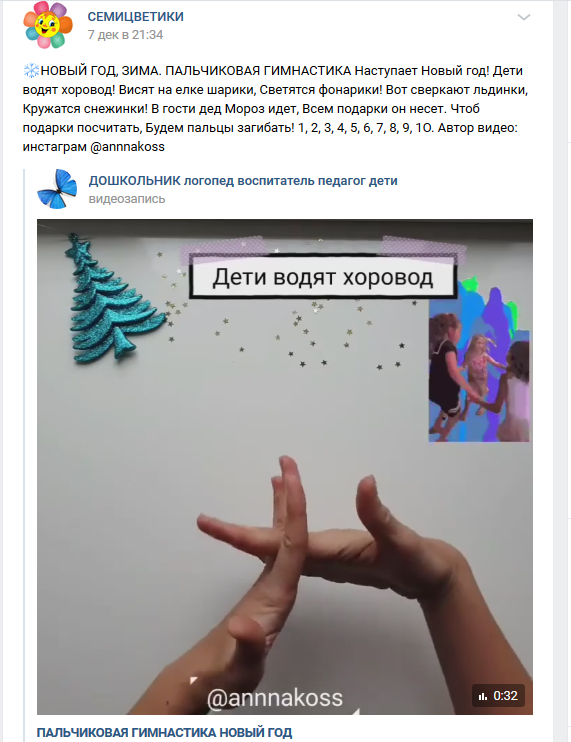 СЕМИЦВЕТИКИ
7 дек в 21:34
❄НОВЫЙ ГОД, ЗИМА. ПАЛЬЧИКОВАЯ ГИМНАСТИКА Наступает Новый год! Дети
водят хоровод! Висят на елке шарики, Светятся фонарики! Вот сверкают льдинки,
Кружатся снежинки! В гости дед Мороз идет, Всем подарки он несет. Чтоб
подарки посчитать, Будем пальцы загибать! 1, 2, 3, 4, 5, 6, 7, 8, 9, 1О. Автор видео:
инстаграм @annnakoss
ДОШКОЛЬНИК логопед воспитатель педагог дети
видеозапись
Дети водят хоровод
@annnakoss
0:32
ПАЛЬЧИКОВАЯ ГИМНАСТИКА НОВЫЙ ГОД